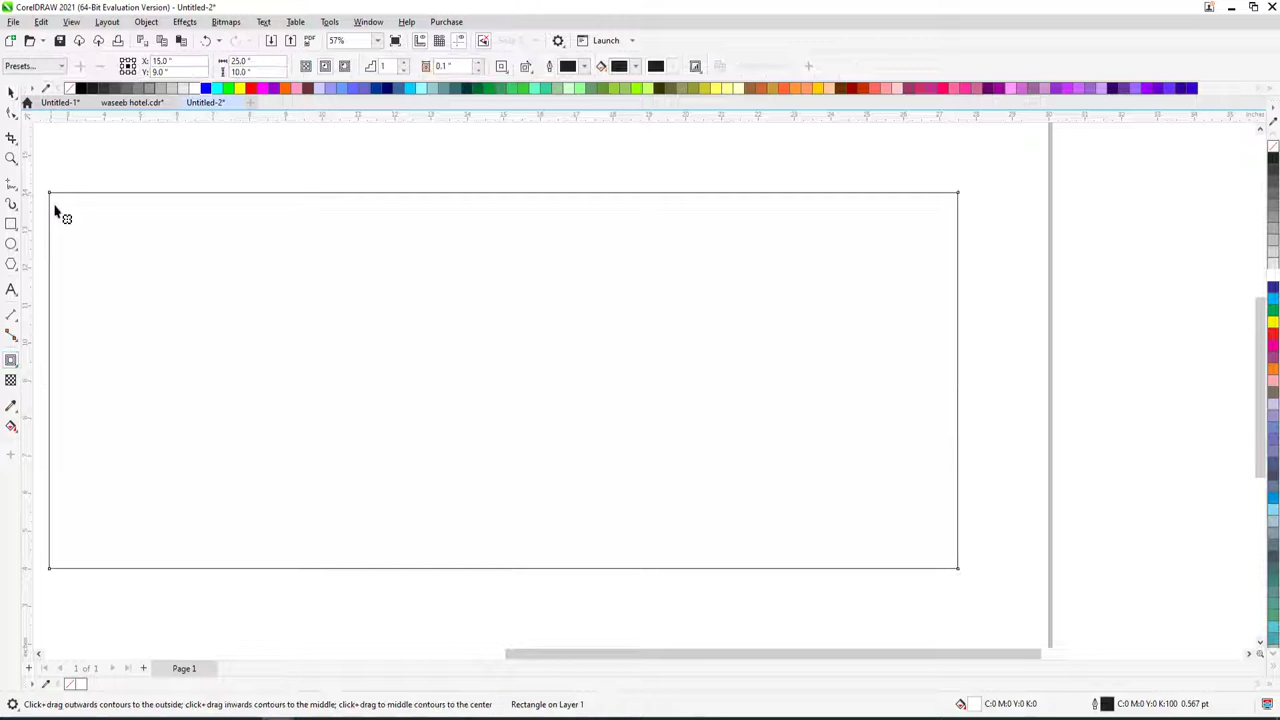 CorelDRAW 2021 (64-Bit Evaluation Version) - Untitled-2*
File Edit View Layout Object Effects Bitmaps Text Table Tools Window Help Purchase
PDF 57% Launch
Presets... X: 15.0 " 25.0 " 1 0.1 "
Y: 9.0 " 10.0 "
Untitled-1* waseeb hotel.cdr* Untitled-2*
inches
1 of 1 Page 1
Click+drag outwards contours to the outside; click+drag inwards contours to the middle; click+drag to middle contours to the center Rectangle on Layer 1 C:0 M:0 Y:0 K:0 C:0 M:0 Y:0 K:100 0.567 pt